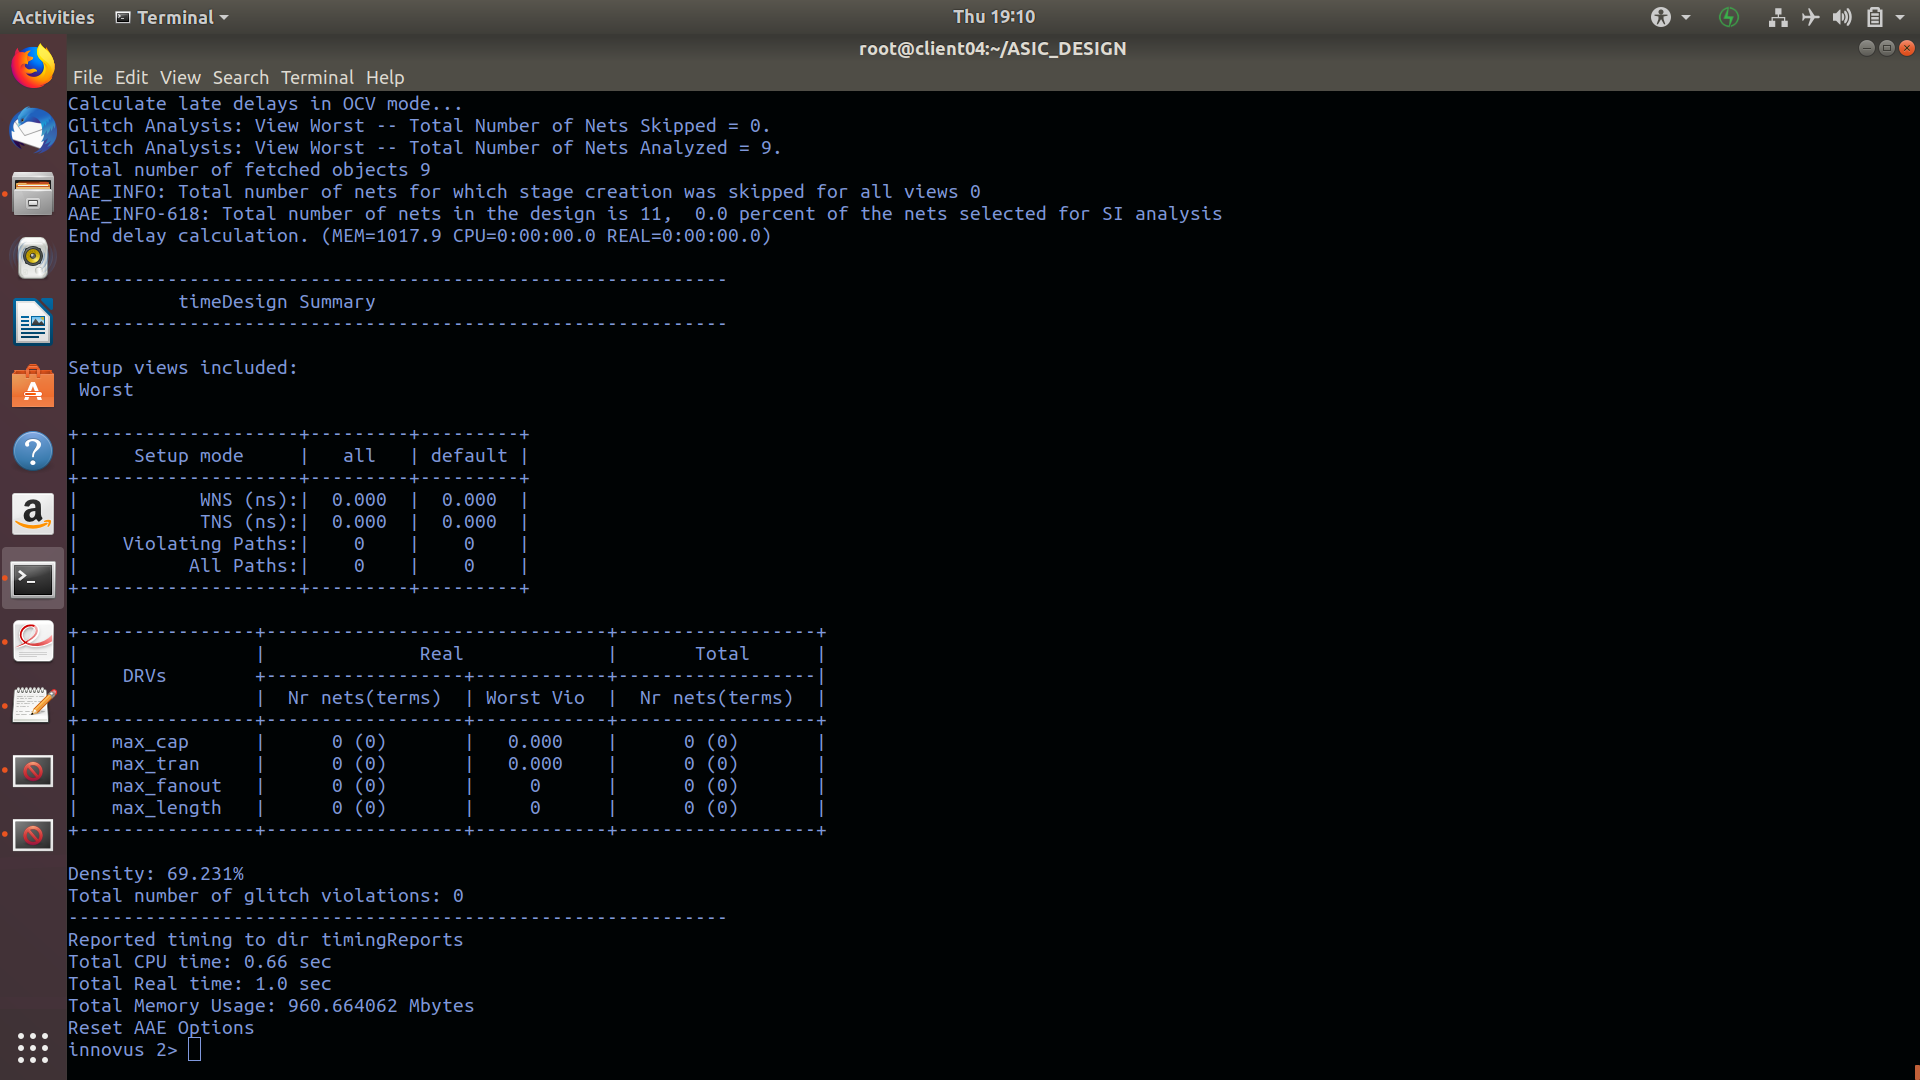 Activities Terminal Thu 19:10
root@client04:~/ASIC_DESIGN
File Edit View Search Terminal Help
Calculate late delays in OCV mode...
Glitch Analysis: View Worst -- Total Number of Nets Skipped = 0.
Glitch Analysis: View Worst -- Total Number of Nets Analyzed = 9.
Total number of fetched objects 9
AAE_INFO: Total number of nets for which stage creation was skipped for all views 0
AAE_INFO-618: Total number of nets in the design is 11,  0.0 percent of the nets selected for SI analysis
End delay calculation. (MEM=1017.9 CPU=0:00:00.0 REAL=0:00:00.0)
------------------------------------------------------------
          timeDesign Summary
------------------------------------------------------------
Setup views included:
 Worst
+--------------------+---------+---------+
|     Setup mode     |   all   | default |
+--------------------+---------+---------+
|           WNS (ns):|  0.000  |  0.000  |
|           TNS (ns):|  0.000  |  0.000  |
|    Violating Paths:|    0    |    0    |
|          All Paths:|    0    |    0    |
+--------------------+---------+---------+
+----------------+-------------------------------+------------------+
|                |              Real             |       Total      |
|    DRVs        +------------------+------------+------------------|
|                |  Nr nets(terms)  | Worst Vio  |  Nr nets(terms)  |
+----------------+------------------+------------+------------------+
|   max_cap      |      0 (0)       |   0.000    |      0 (0)       |
|   max_tran     |      0 (0)       |   0.000    |      0 (0)       |
|   max_fanout   |      0 (0)       |     0      |      0 (0)       |
|   max_length   |      0 (0)       |     0      |      0 (0)       |
+----------------+------------------+------------+------------------+
Density: 69.231%
Total number of glitch violations: 0
------------------------------------------------------------
Reported timing to dir timingReports
Total CPU time: 0.66 sec
Total Real time: 1.0 sec
Total Memory Usage: 960.664062 Mbytes
Reset AAE Options
innovus 2>